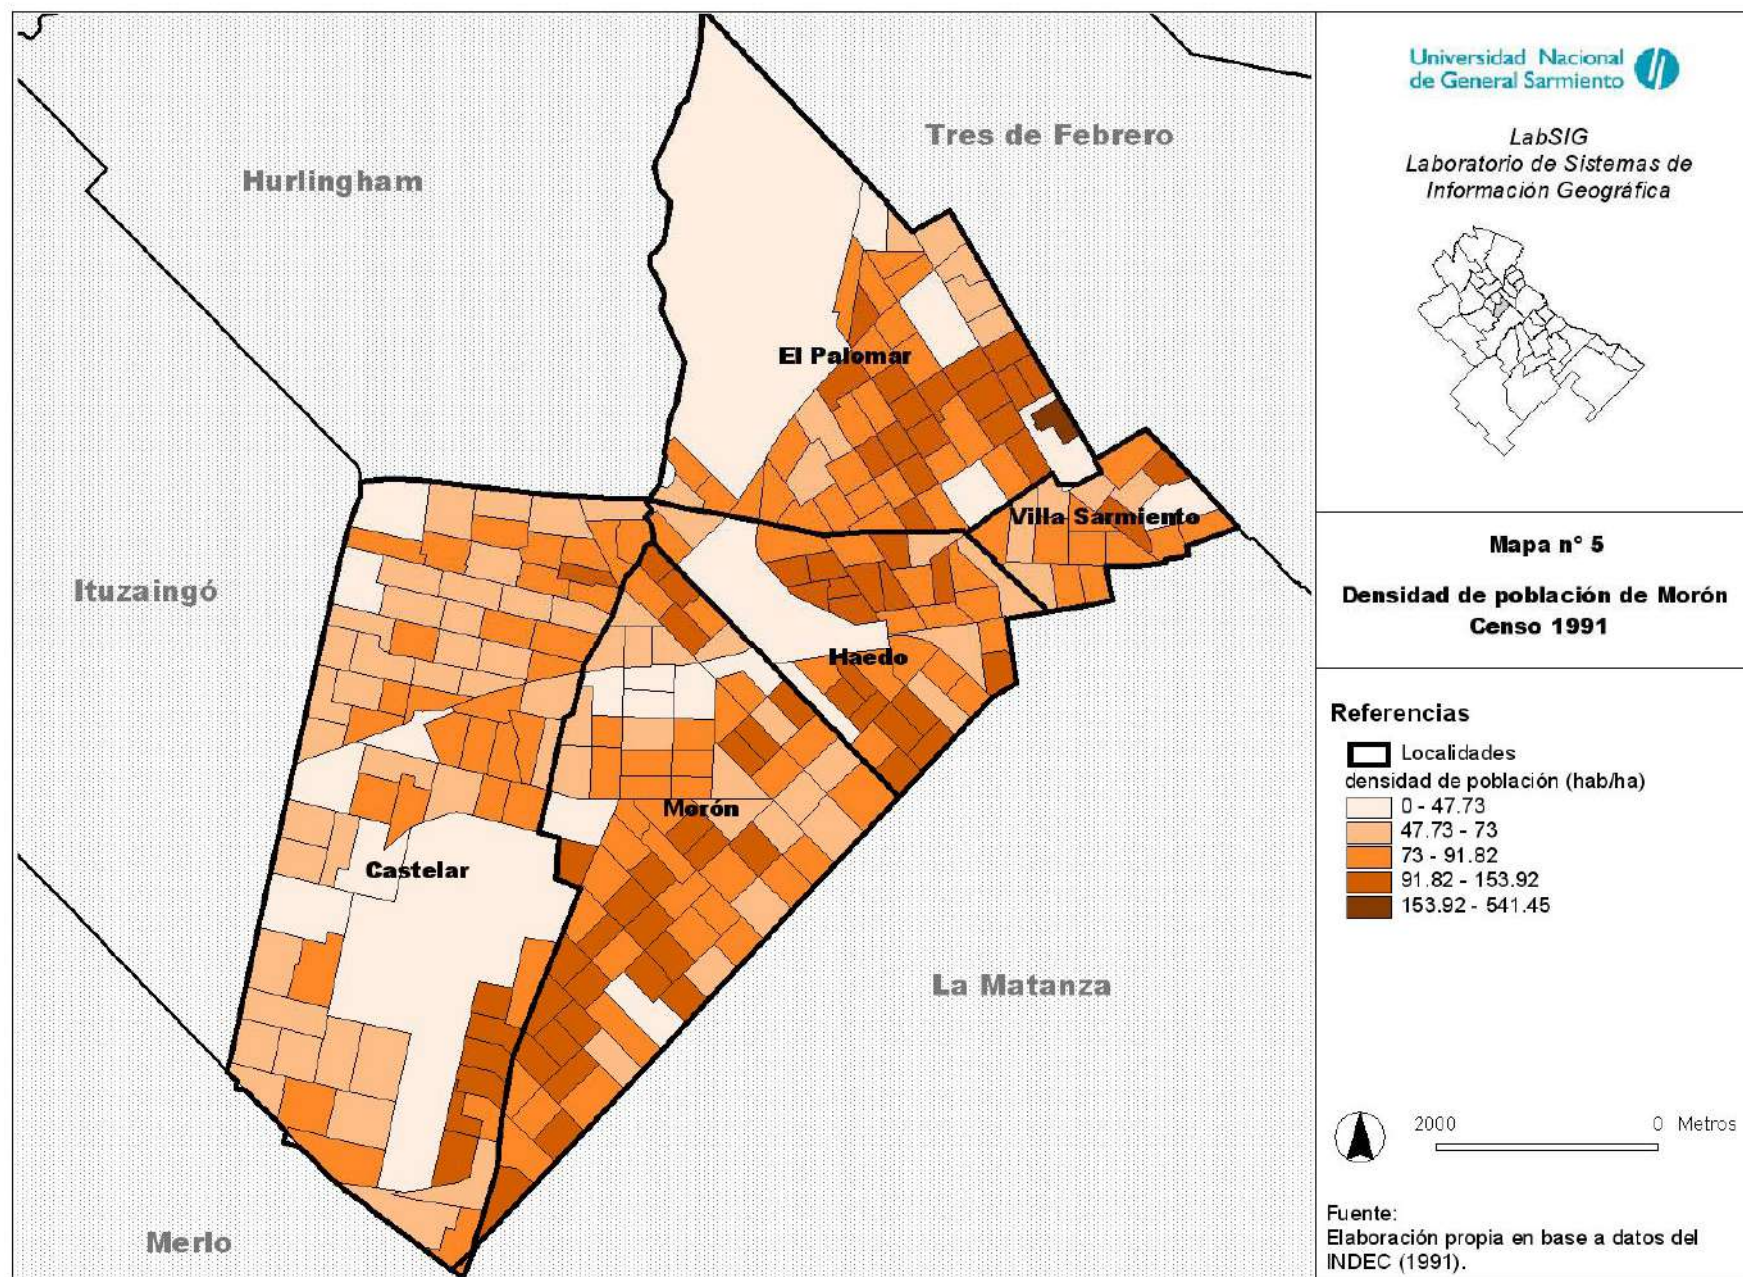 Universidad Nacional
de General Sarmiento
LabSIG
Laboratorio de Sistemas de
Información Geográfica
Tres de Febrero
Hurlingham
El Palomar
Villa Sarmiento
Ituzaingó
Haedo
Morón
Castelar
La Matanza
Merlo
Mapa n° 5
Densidad de población de Morón
Censo 1991
Referencias
Localidades
densidad de población (hab/ha)
0 - 47.73
47.73 - 73
73 - 91.82
91.82 - 153.92
153.92 - 541.45
2000 0 Metros
Fuente:
Elaboración propia en base a datos del
INDEC (1991).